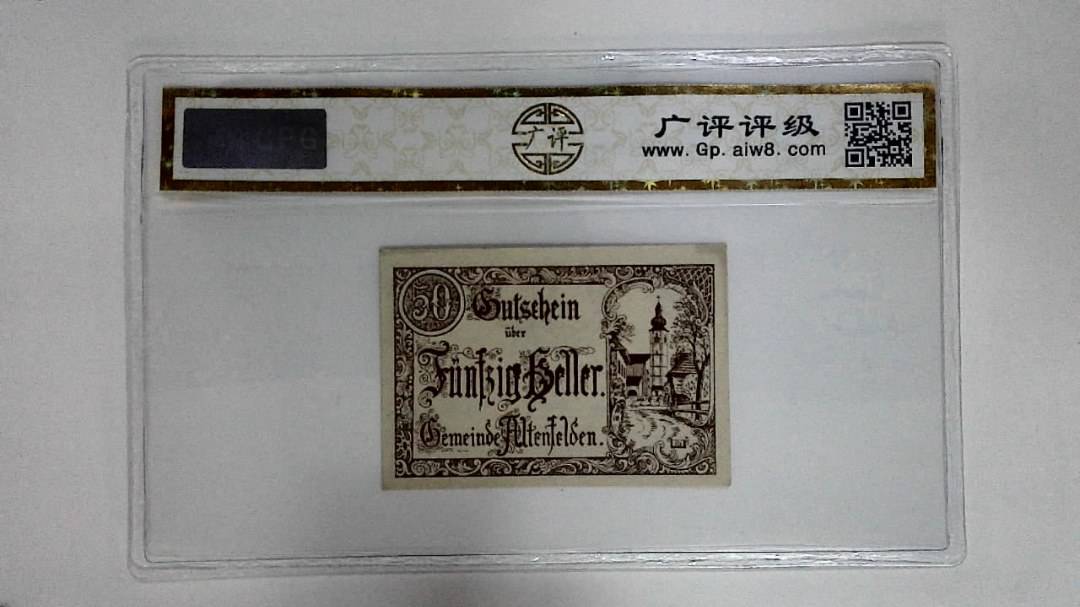 广评
广评评级
www.Gp.aiw8.com
50
Gutschein
über
Fünfzig Heller.
Gemeinde Altenfelden.